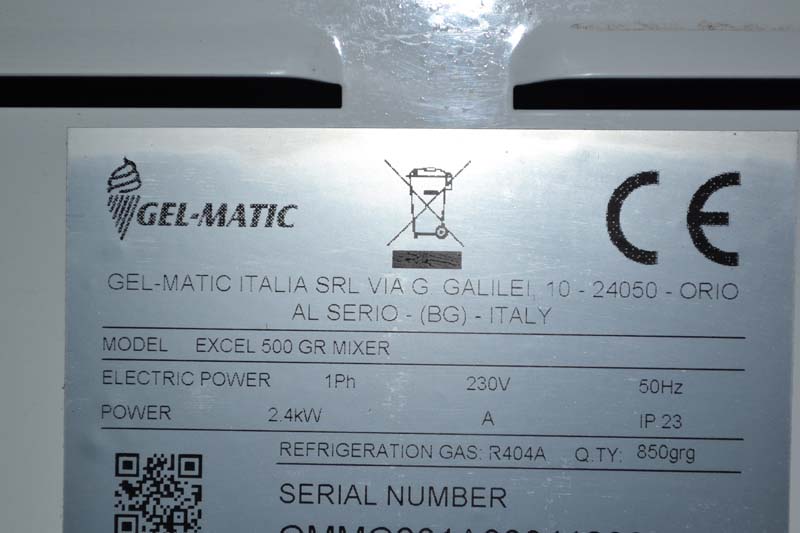 GEL-MATIC
CE
GEL-MATIC ITALIA SRL VIA G. GALILEI, 10 - 24050 - ORIO
AL SERIO - (BG) - ITALY
MODEL EXCEL 500 GR MIXER
ELECTRIC POWER 1Ph 230V 50Hz
POWER 2.4kW A IP 23
REFRIGERATION GAS: R404A Q.TY: 850grg
SERIAL NUMBER